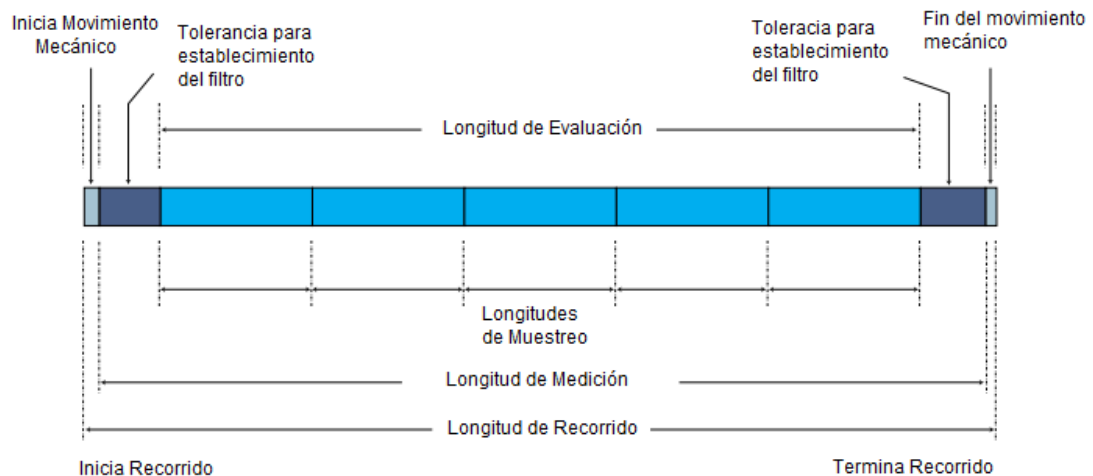 Inicia Movimiento
Mecánico
Tolerancia para
establecimiento
del filtro
Toleracia para
establecimiento
del filtro
Fin del movimiento
mecánico
Longitud de Evaluación
Longitudes
de Muestreo
Longitud de Medición
Longitud de Recorrido
Inicia Recorrido
Termina Recorrido